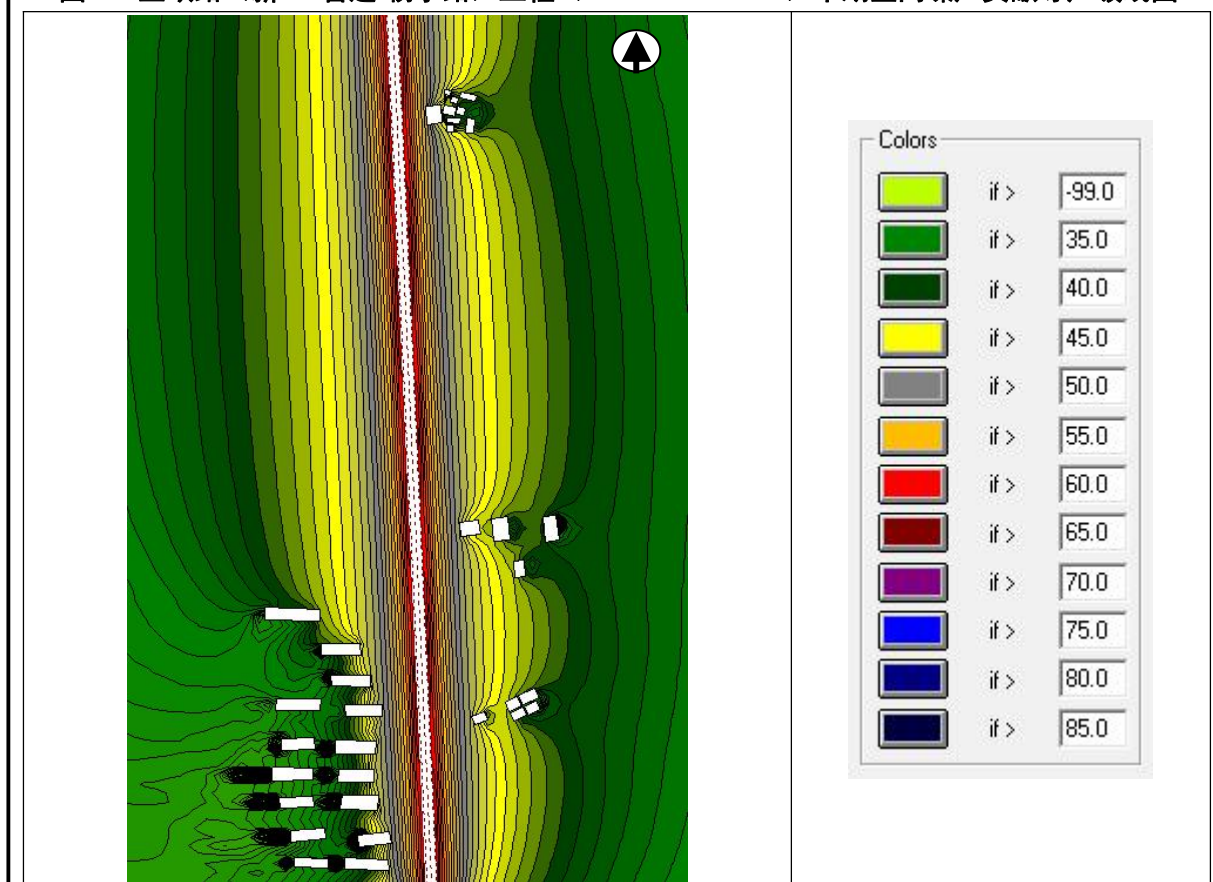 Colors
if > -99.0
if > 35.0
if > 40.0
if > 45.0
if > 50.0
if > 55.0
if > 60.0
if > 65.0
if > 70.0
if > 75.0
if > 80.0
if > 85.0